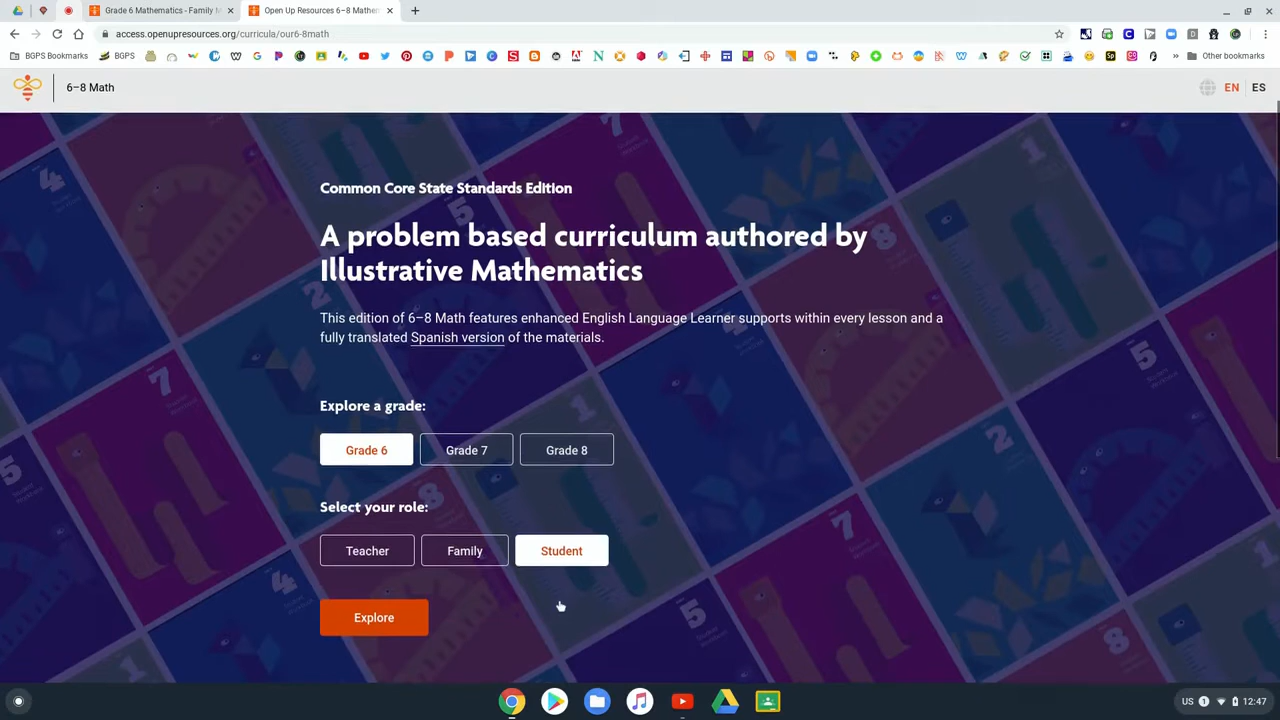 Grade 6 Mathematics - Family M
Open Up Resources 6–8 Mathem
access.openupresources.org/curricula/our6-8math
BGPS Bookmarks
BGPS
Other bookmarks
6–8 Math
EN
ES
Common Core State Standards Edition
A problem based curriculum authored by
Illustrative Mathematics
This edition of 6–8 Math features enhanced English Language Learner supports within every lesson and a
fully translated Spanish version of the materials.
Explore a grade:
Grade 6
Grade 7
Grade 8
Select your role:
Teacher
Family
Student
Explore
US
1
12:47